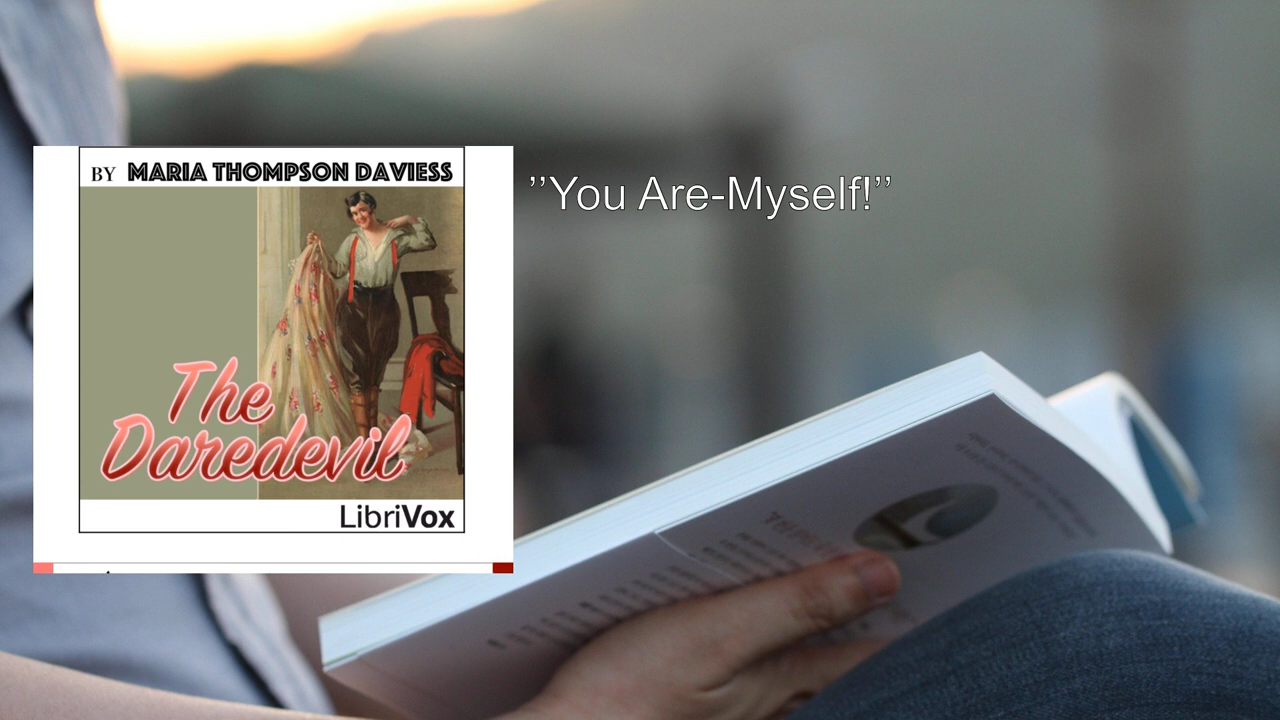 BY MARIA THOMPSON DAVIESS
’’You Are-Myself!’’
The
Daredevil
LibriVox